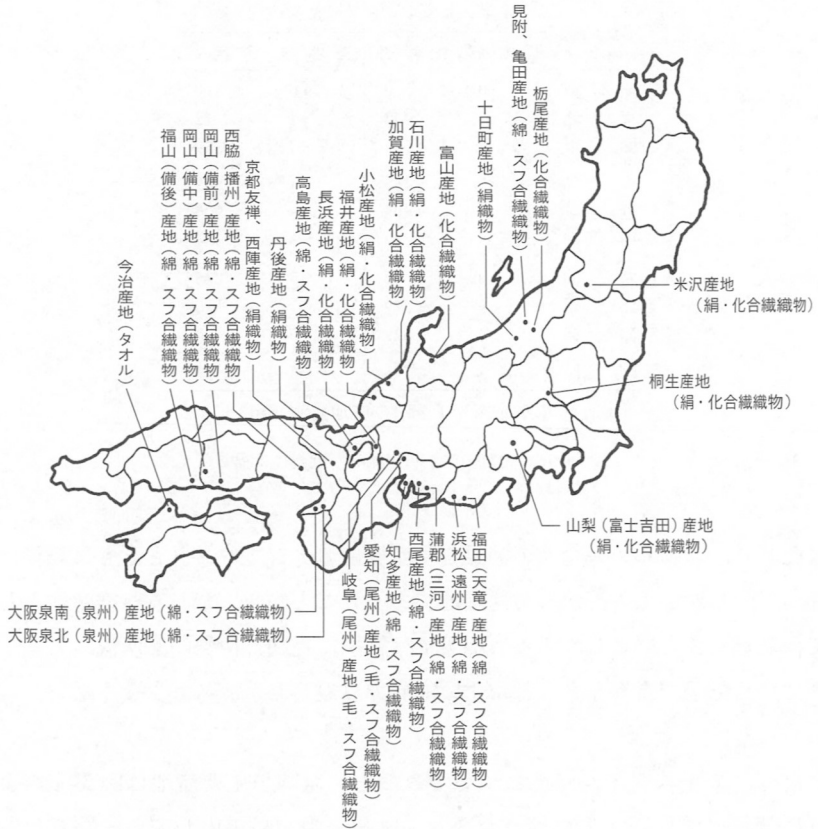 見附、亀田産地（綿・スフ合繊織物）
栃尾産地（化合繊織物）
十日町産地（絹織物）
富山産地（化合繊織物）
石川産地（絹・化合繊織物）
加賀産地（絹・化合繊織物）
小松産地（絹・化合繊織物）
福井産地（絹・化合繊織物）
長浜産地（絹・化合繊織物）
高島産地（綿・スフ合繊織物）
丹後産地（絹織物）
京都友禅、西陣産地（絹織物）
西脇（播州）産地（綿・スフ合繊織物）
岡山（備前）産地（綿・スフ合繊織物）
岡山（備中）産地（綿・スフ合繊織物）
福山（備後）産地（綿・スフ合繊織物）
今治産地（タオル）
米沢産地
（絹・化合繊織物）
桐生産地
（絹・化合繊織物）
山梨（富士吉田）産地
（絹・化合繊織物）
福田（天竜）産地（綿・スフ合繊織物）
浜松（遠州）産地（綿・スフ合繊織物）
蒲郡（三河）産地（綿・スフ合繊織物）
西尾産地（綿・スフ合繊織物）
知多産地（綿・スフ合繊織物）
愛知（尾州）産地（毛・スフ合繊織物）
岐阜（尾州）産地（毛・スフ合繊織物）
大阪泉南（泉州）産地（綿・スフ合繊織物）
大阪泉北（泉州）産地（綿・スフ合繊織物）